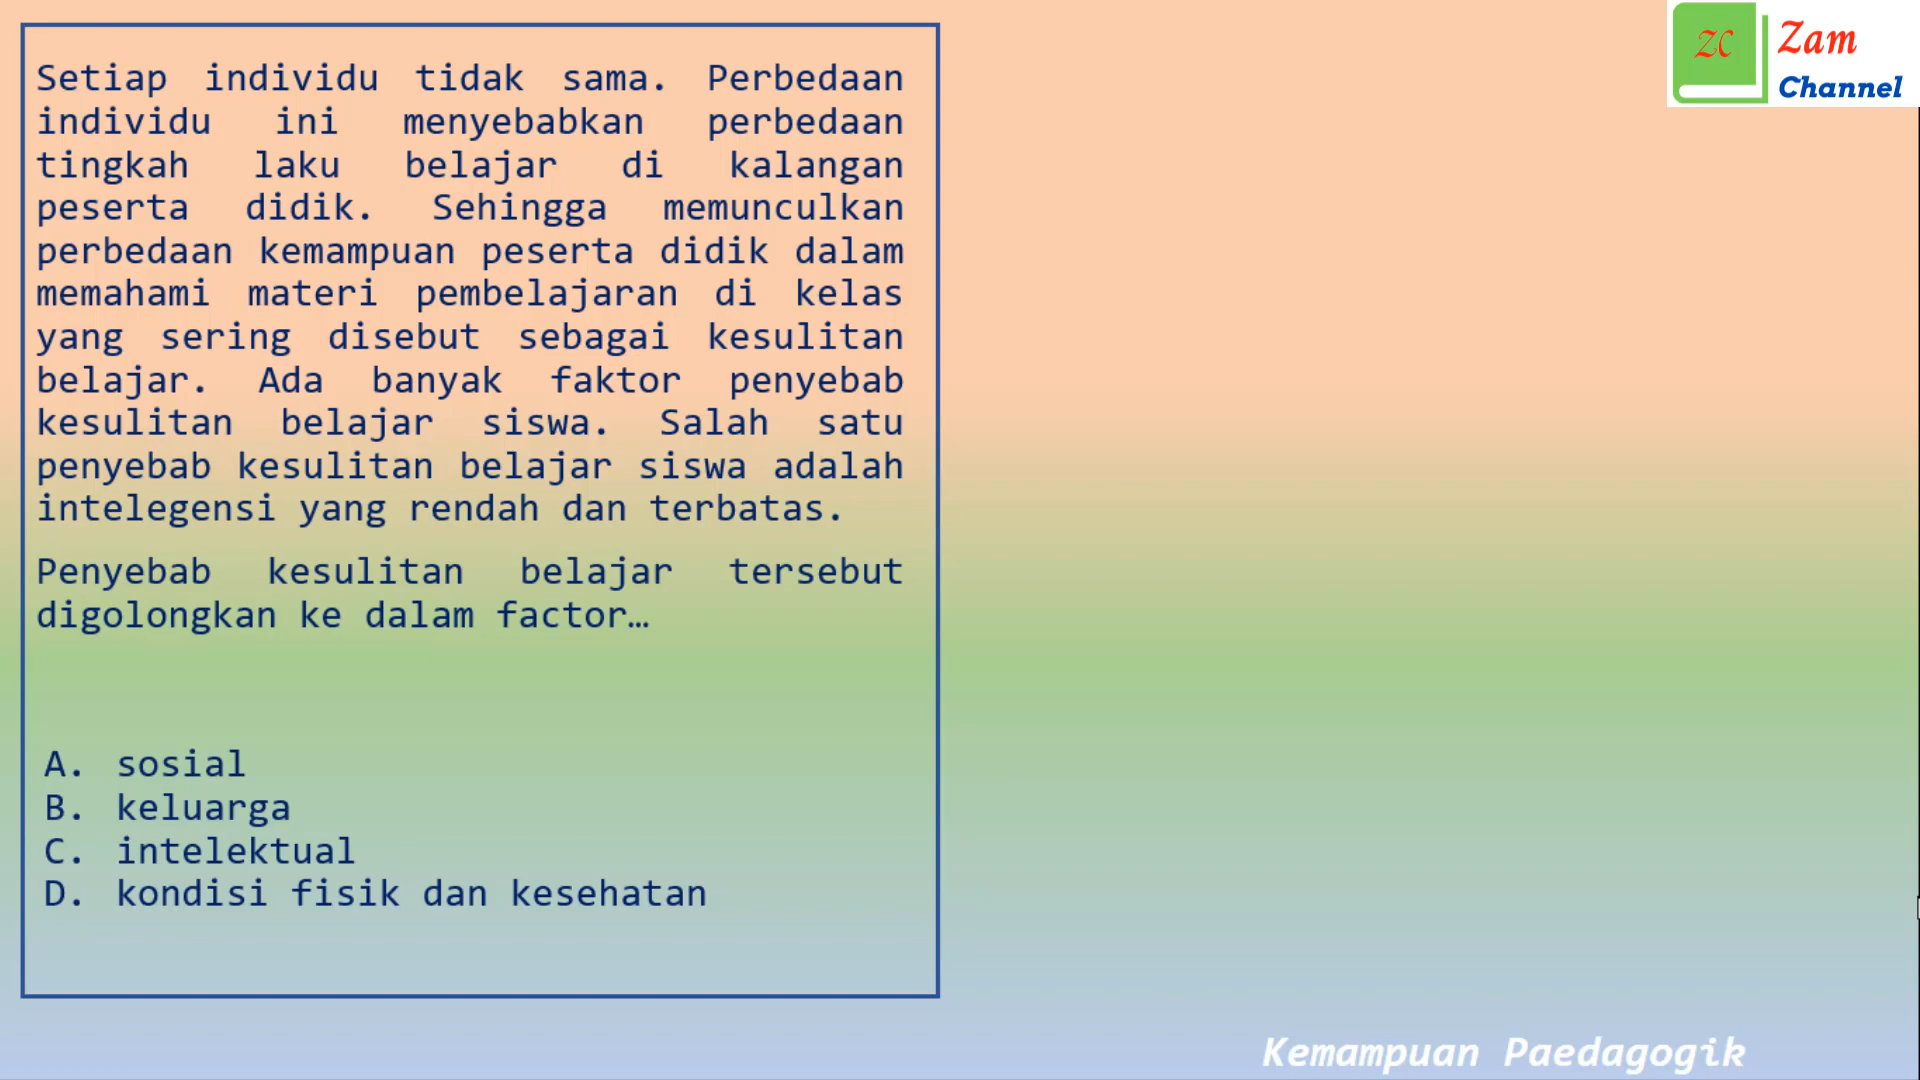 Setiap individu tidak sama. Perbedaan
individu ini menyebabkan perbedaan
tingkah laku belajar di kalangan
peserta didik. Sehingga memunculkan
perbedaan kemampuan peserta didik dalam
memahami materi pembelajaran di kelas
yang sering disebut sebagai kesulitan
belajar. Ada banyak faktor penyebab
kesulitan belajar siswa. Salah satu
penyebab kesulitan belajar siswa adalah
intelegensi yang rendah dan terbatas.
Penyebab kesulitan belajar tersebut
digolongkan ke dalam factor…
A. sosial
B. keluarga
C. intelektual
D. kondisi fisik dan kesehatan
ZC
Zam
Channel
Kemampuan Paedagogik